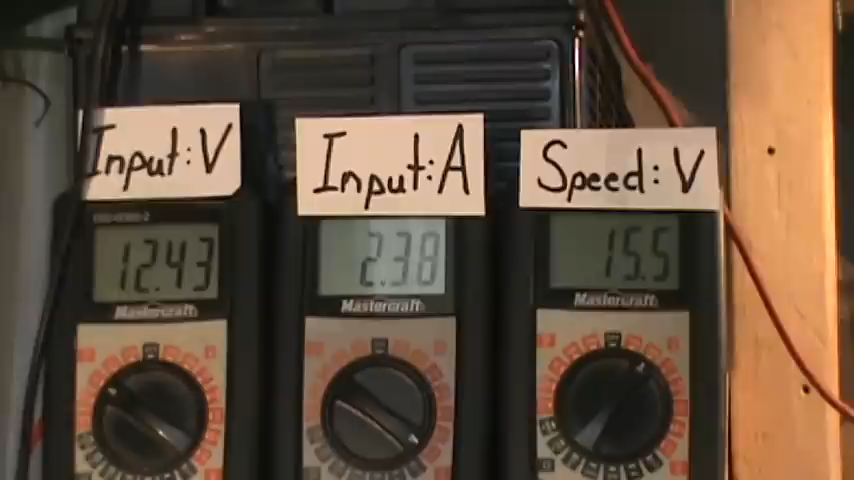 Input:V
Input:A
Speed:V
12.43
2.38
15.5
Mastercraft
Mastercraft
Mastercraft